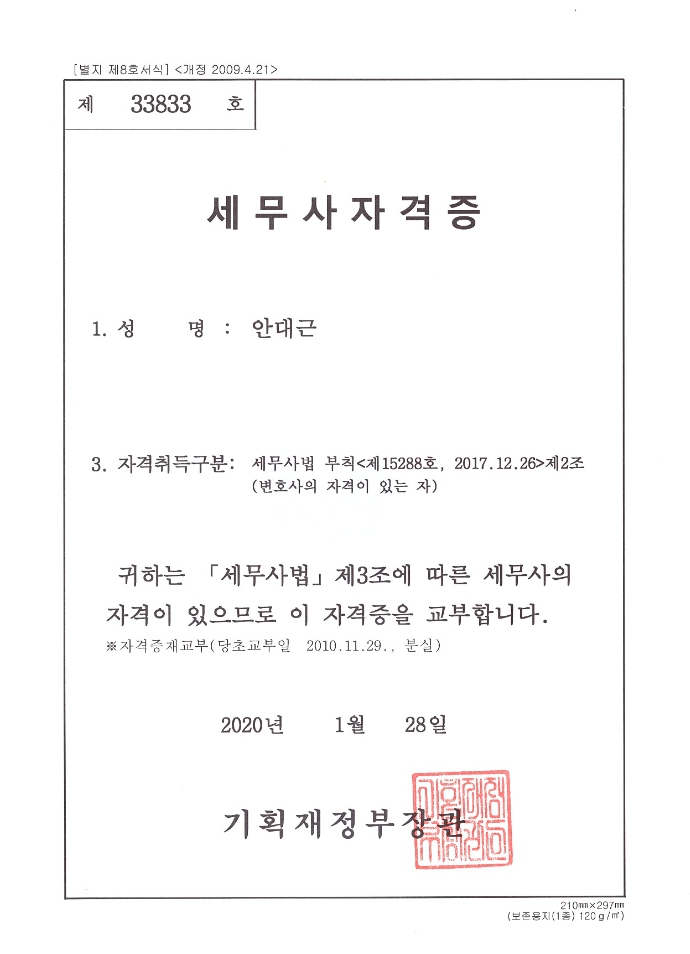 [별지 제8호서식] <개정 2009.4.21>
제 33833 호
세무사자격증
1. 성 명 : 안대근
3. 자격취득구분: 세무사법 부칙<제15288호, 2017.12.26>제2조
(변호사의 자격이 있는 자)
귀하는 「세무사법」제3조에 따른 세무사의
자격이 있으므로 이 자격증을 교부합니다.
※자격증재교부(당초교부일 2010.11.29., 분실)
2020년 1월 28일
기획재정부장관
210㎜×297㎜
(보존용지(1종) 120g/㎡)